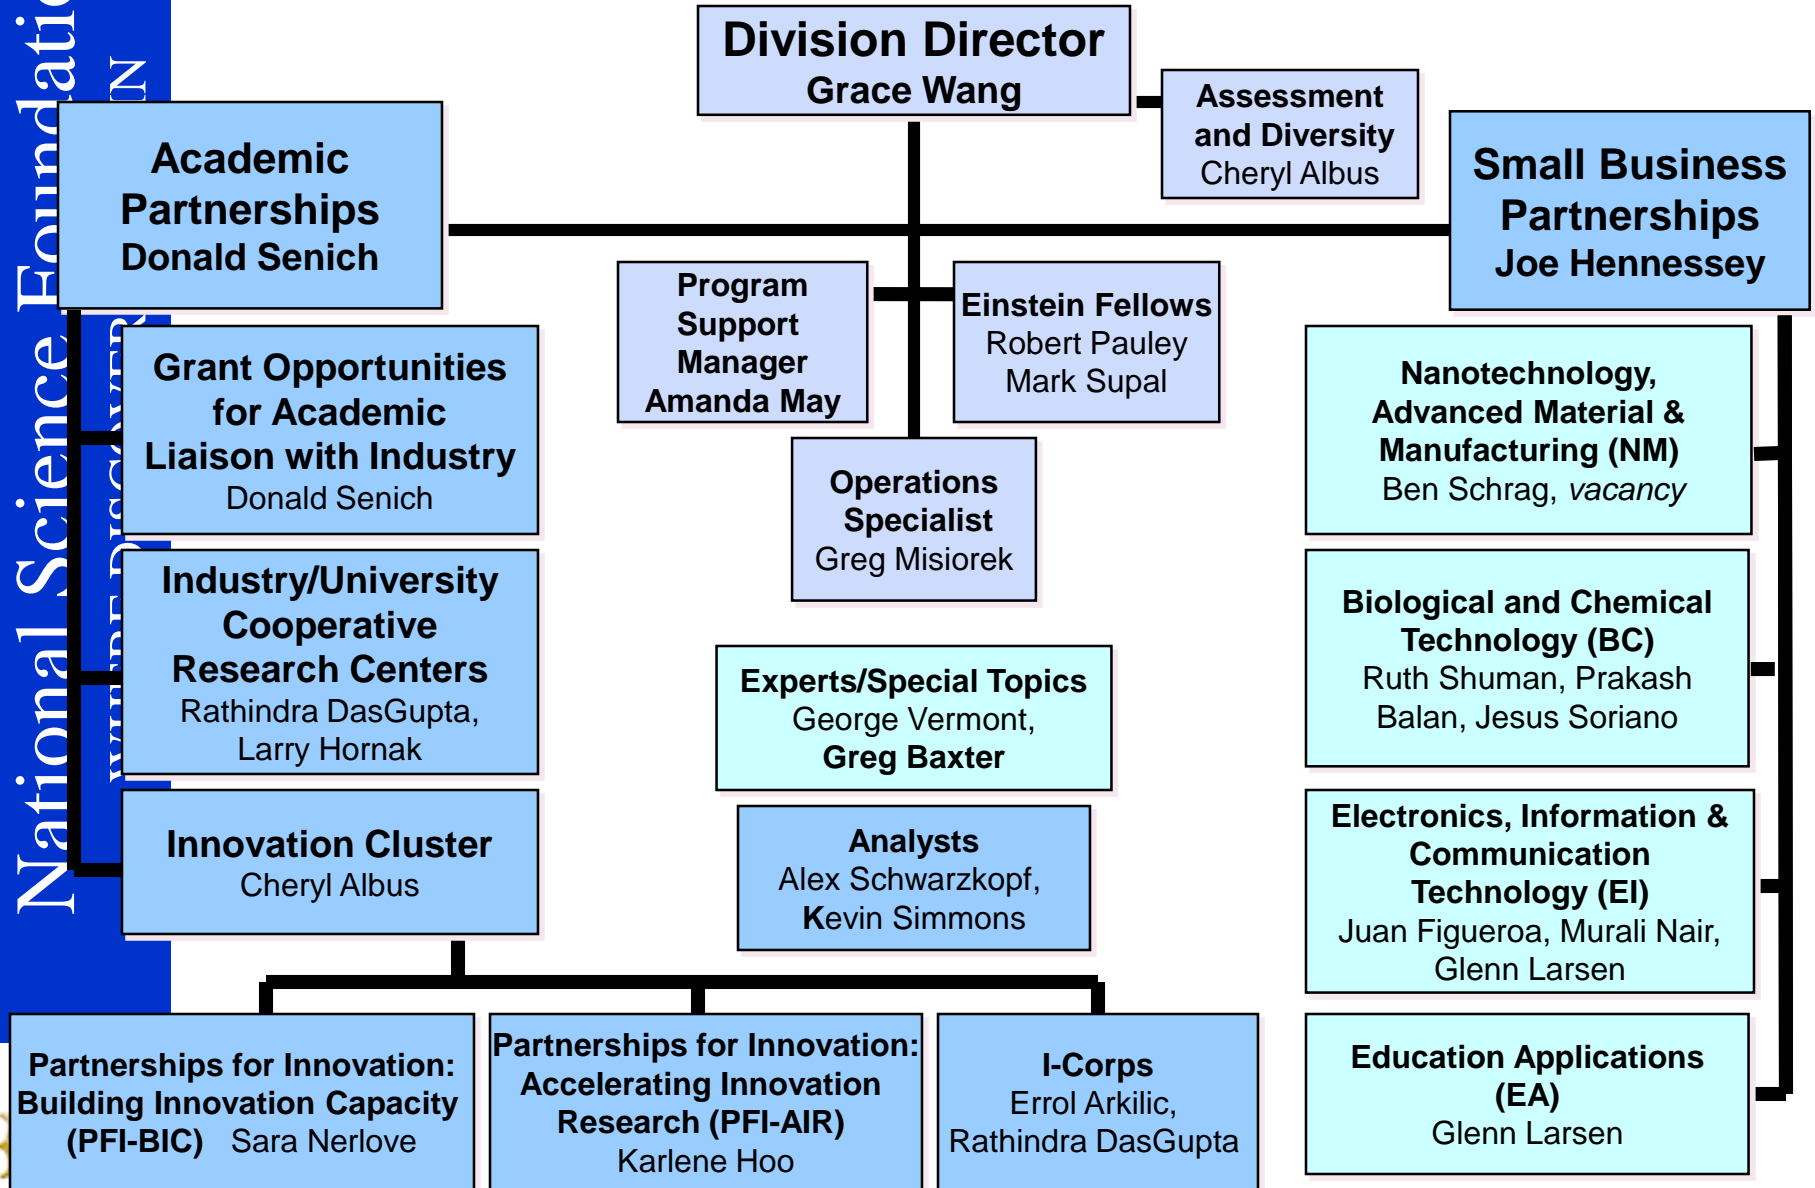 National Science Foundatio
Division Director
Grace Wang
Assessment
and Diversity
Cheryl Albus
Academic
Partnerships
Donald Senich
Small Business
Partnerships
Joe Hennessey
Program
Support
Manager
Amanda May
Einstein Fellows
Robert Pauley
Mark Supal
Operations
Specialist
Greg Misiorek
Grant Opportunities
for Academic
Liaison with Industry
Donald Senich
Industry/University
Cooperative
Research Centers
Rathindra DasGupta,
Larry Hornak
Innovation Cluster
Cheryl Albus
Experts/Special Topics
George Vermont,
Greg Baxter
Analysts
Alex Schwarzkopf,
Kevin Simmons
Nanotechnology,
Advanced Material &
Manufacturing (NM)
Ben Schrag, vacancy
Biological and Chemical
Technology (BC)
Ruth Shuman, Prakash
Balan, Jesus Soriano
Electronics, Information &
Communication
Technology (EI)
Juan Figueroa, Murali Nair,
Glenn Larsen
Education Applications
(EA)
Glenn Larsen
Partnerships for Innovation:
Building Innovation Capacity
(PFI-BIC) Sara Nerlove
Partnerships for Innovation:
Accelerating Innovation
Research (PFI-AIR)
Karlene Hoo
I-Corps
Errol Arkilic,
Rathindra DasGupta